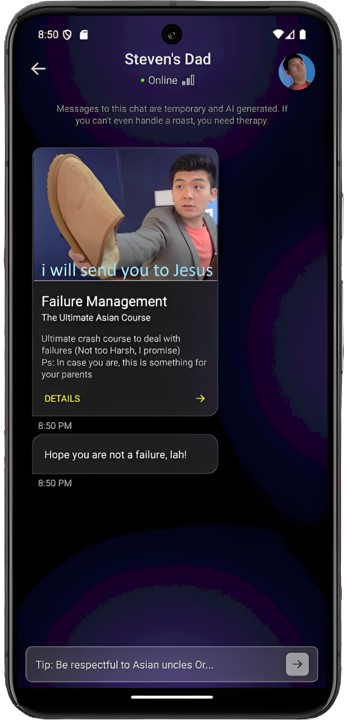 8:50
Steven's Dad
Online
Messages to this chat are temporary and AI generated. If
you can't even handle a roast, you need therapy.
i will send you to Jesus
Failure Management
The Ultimate Asian Course
Ultimate crash course to deal with
failures (Not too Harsh, I promise)
Ps: In case you are, this is something for
your parents
DETAILS
8:50 PM
Hope you are not a failure, lah!
8:50 PM
Tip: Be respectful to Asian uncles Or...